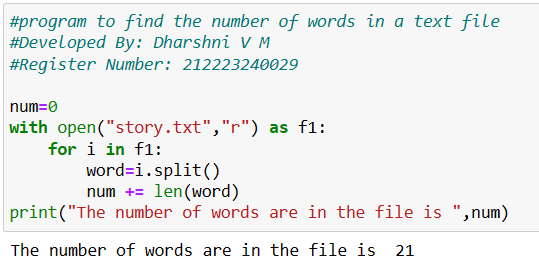 #program to find the number of words in a text file
#Developed By: Dharshni V M
#Register Number: 212223240029

num=0
with open("story.txt","r") as f1:
    for i in f1:
        word=i.split()
        num += len(word)
print("The number of words are in the file is ",num)
The number of words are in the file is  21